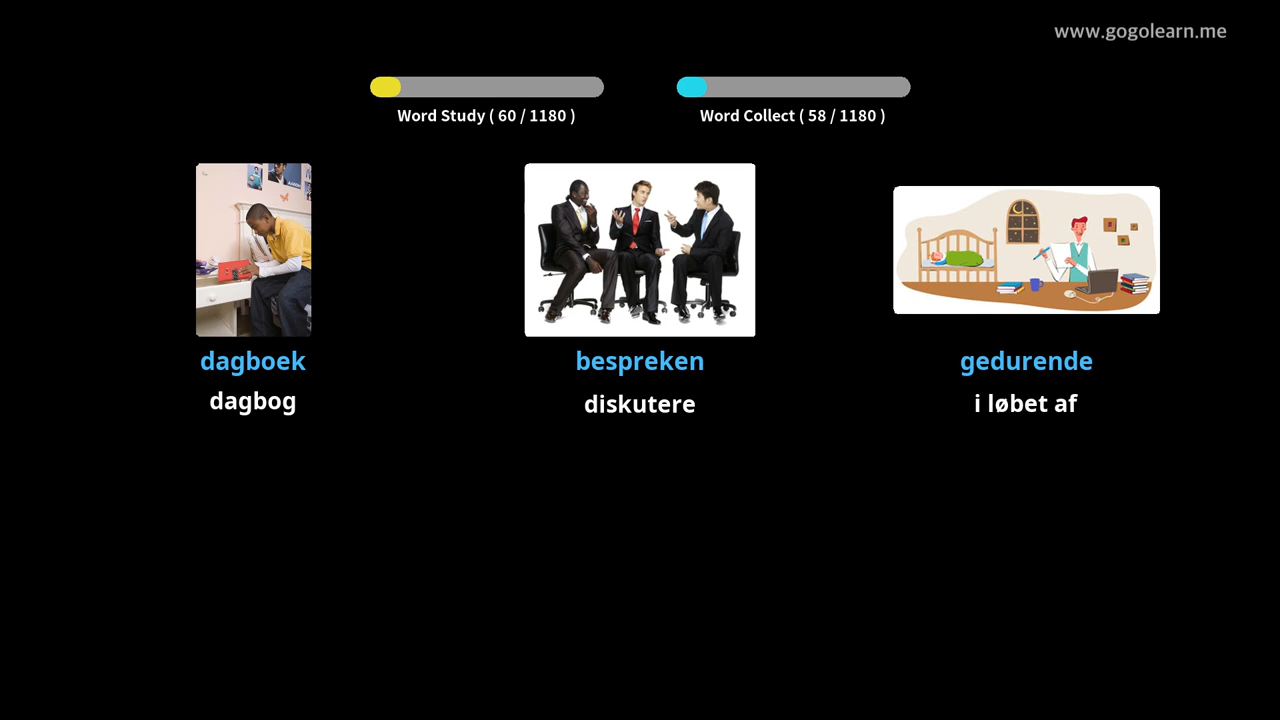 www.gogolearn.me
Word Study ( 60 / 1180 )
Word Collect ( 58 / 1180 )
dagboek
bespreken
gedurende
dagbog
diskutere
i løbet af